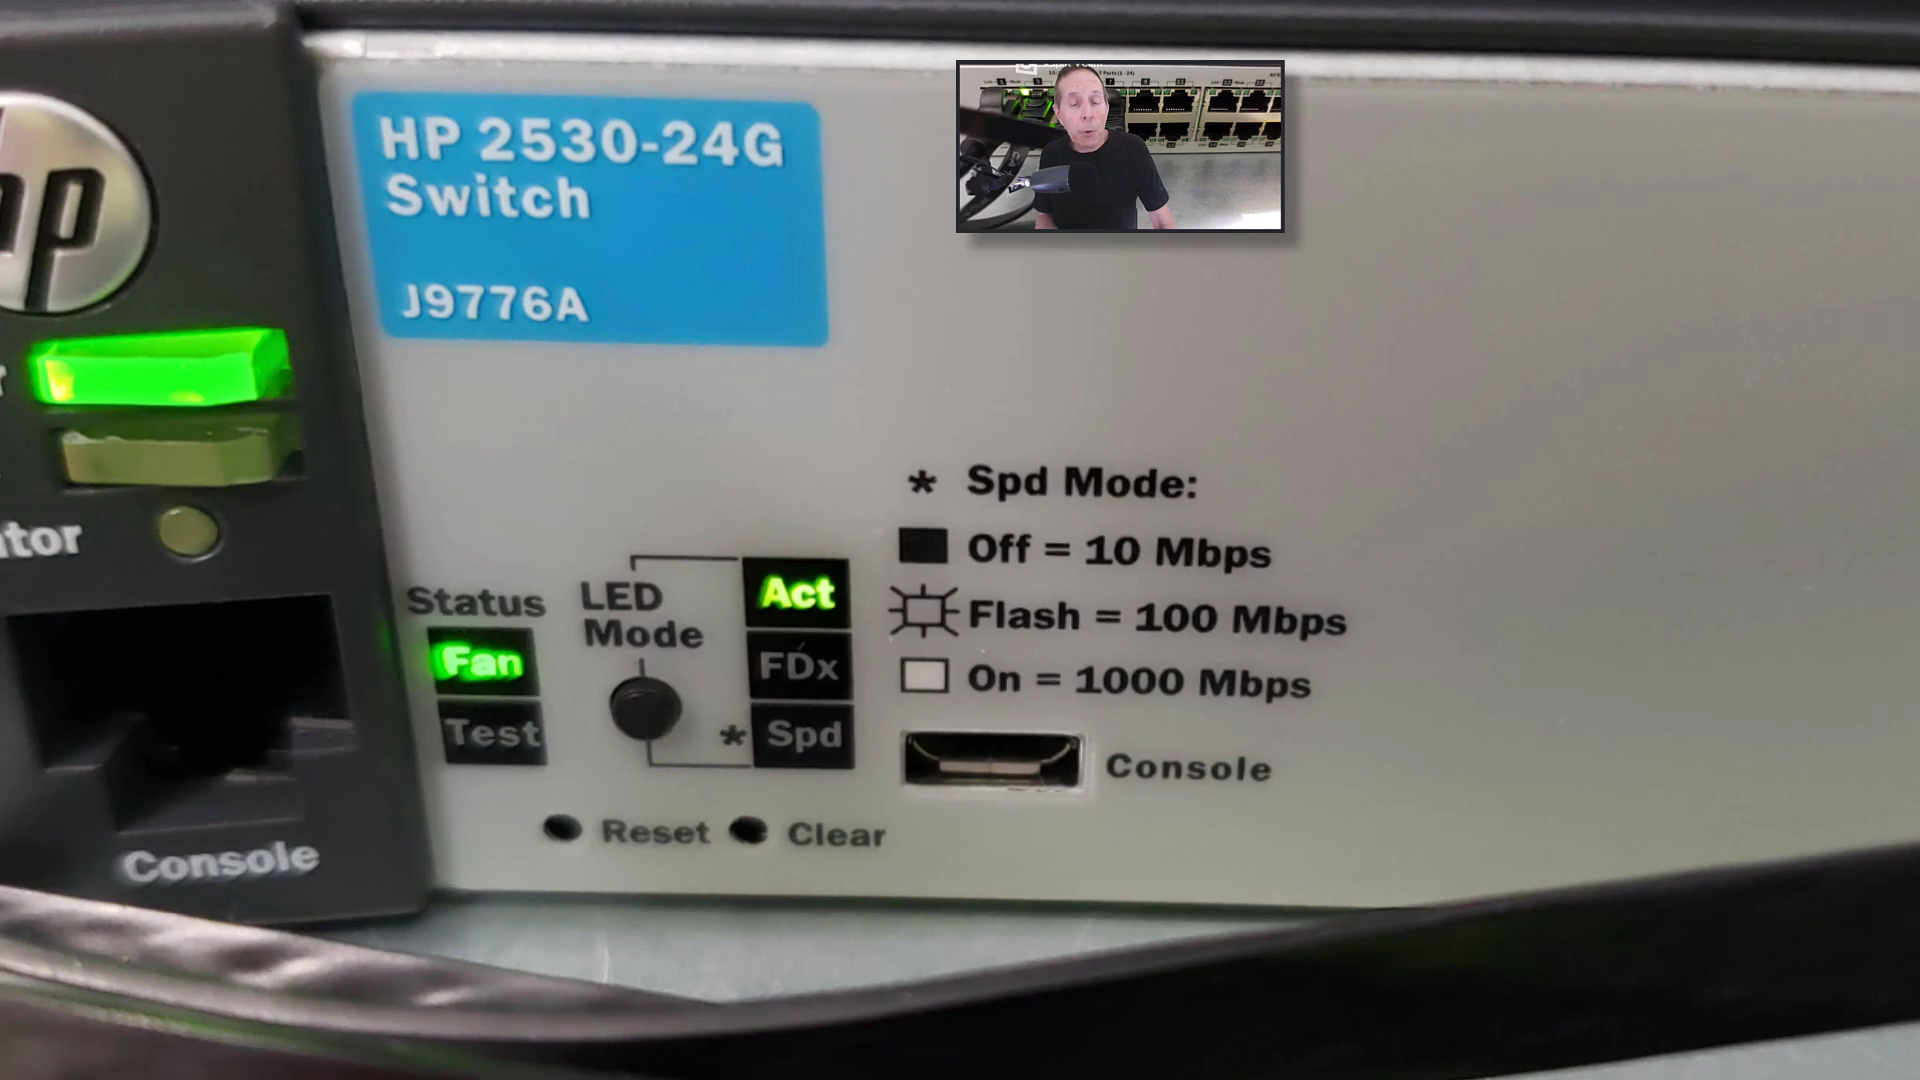 hp
HP 2530-24G
Switch
J9776A
* Spd Mode:
Off = 10 Mbps
Flash = 100 Mbps
On = 1000 Mbps
Status
Fan
Test
LED
Mode
Act
FDx
* Spd
Console
Reset
Clear
Console